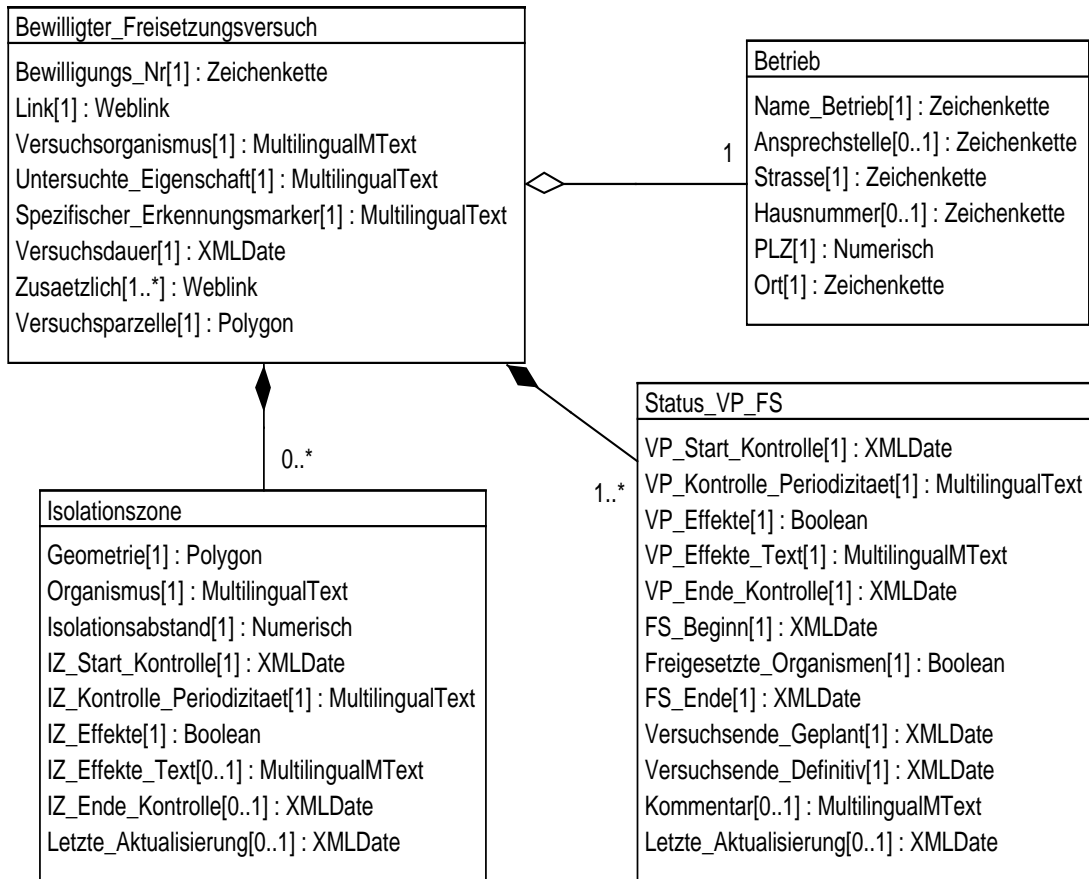 Bewilligter_Freisetzungsversuch
Bewilligungs_Nr[1] : Zeichenkette
Link[1] : Weblink
Versuchsorganismus[1] : MultilingualMText
Untersuchte_Eigenschaft[1] : MultilingualText
Spezifischer_Erkennungsmarker[1] : MultilingualText
Versuchsdauer[1] : XMLDate
Zusaetzlich[1..*] : Weblink
Versuchsparzelle[1] : Polygon
1
Betrieb
Name_Betrieb[1] : Zeichenkette
Ansprechstelle[0..1] : Zeichenkette
Strasse[1] : Zeichenkette
Hausnummer[0..1] : Zeichenkette
PLZ[1] : Numerisch
Ort[1] : Zeichenkette
0..*
1..*
Isolationszone
Geometrie[1] : Polygon
Organismus[1] : MultilingualText
Isolationsabstand[1] : Numerisch
IZ_Start_Kontrolle[1] : XMLDate
IZ_Kontrolle_Periodizitaet[1] : MultilingualText
IZ_Effekte[1] : Boolean
IZ_Effekte_Text[0..1] : MultilingualMText
IZ_Ende_Kontrolle[0..1] : XMLDate
Letzte_Aktualisierung[0..1] : XMLDate
Status_VP_FS
VP_Start_Kontrolle[1] : XMLDate
VP_Kontrolle_Periodizitaet[1] : MultilingualText
VP_Effekte[1] : Boolean
VP_Effekte_Text[1] : MultilingualMText
VP_Ende_Kontrolle[1] : XMLDate
FS_Beginn[1] : XMLDate
Freigesetzte_Organismen[1] : Boolean
FS_Ende[1] : XMLDate
Versuchsende_Geplant[1] : XMLDate
Versuchsende_Definitiv[1] : XMLDate
Kommentar[0..1] : MultilingualMText
Letzte_Aktualisierung[0..1] : XMLDate